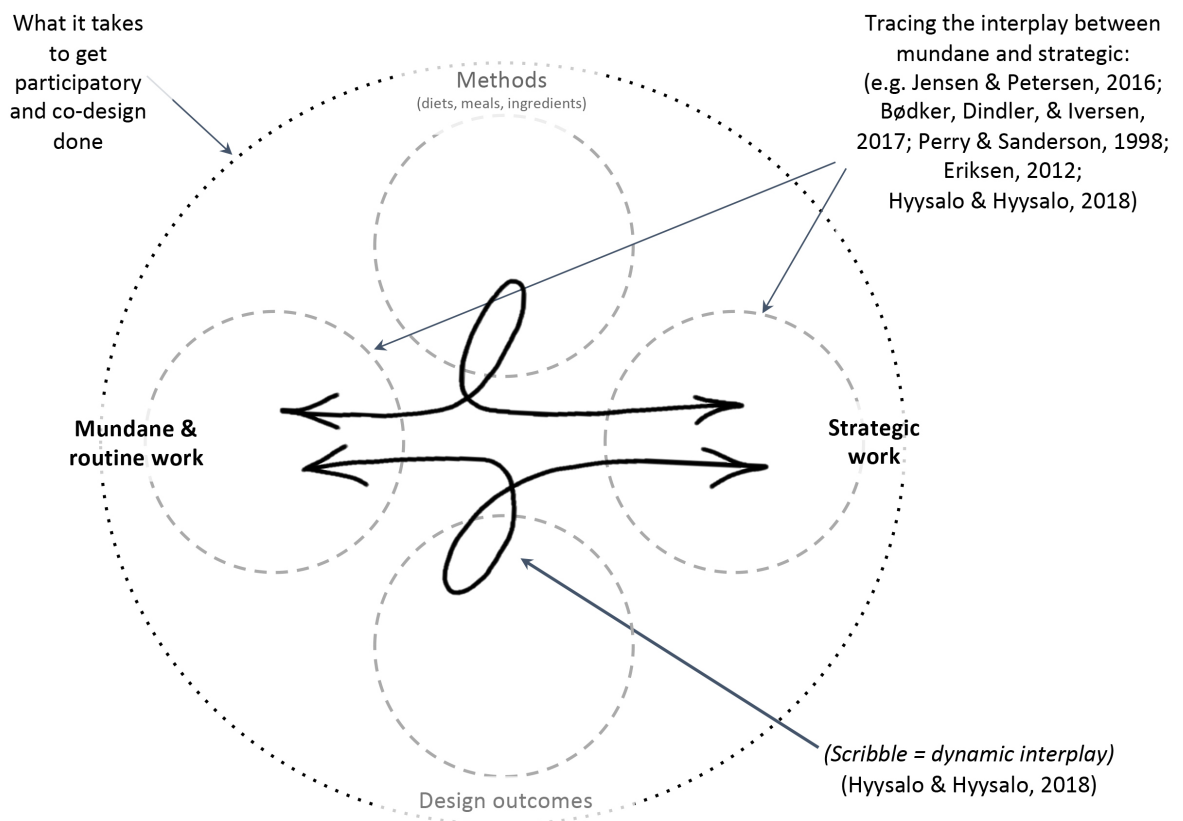 What it takes
to get
participatory
and co-design
done
Tracing the interplay between
mundane and strategic:
(e.g. Jensen & Petersen, 2016;
Bødker, Dindler, & Iversen,
2017; Perry & Sanderson, 1998;
Eriksen, 2012;
Hyysalo & Hyysalo, 2018)
Methods
(diets, meals, ingredients)
Mundane &
routine work
Strategic
work
(Scribble = dynamic interplay)
(Hyysalo & Hyysalo, 2018)
Design outcomes